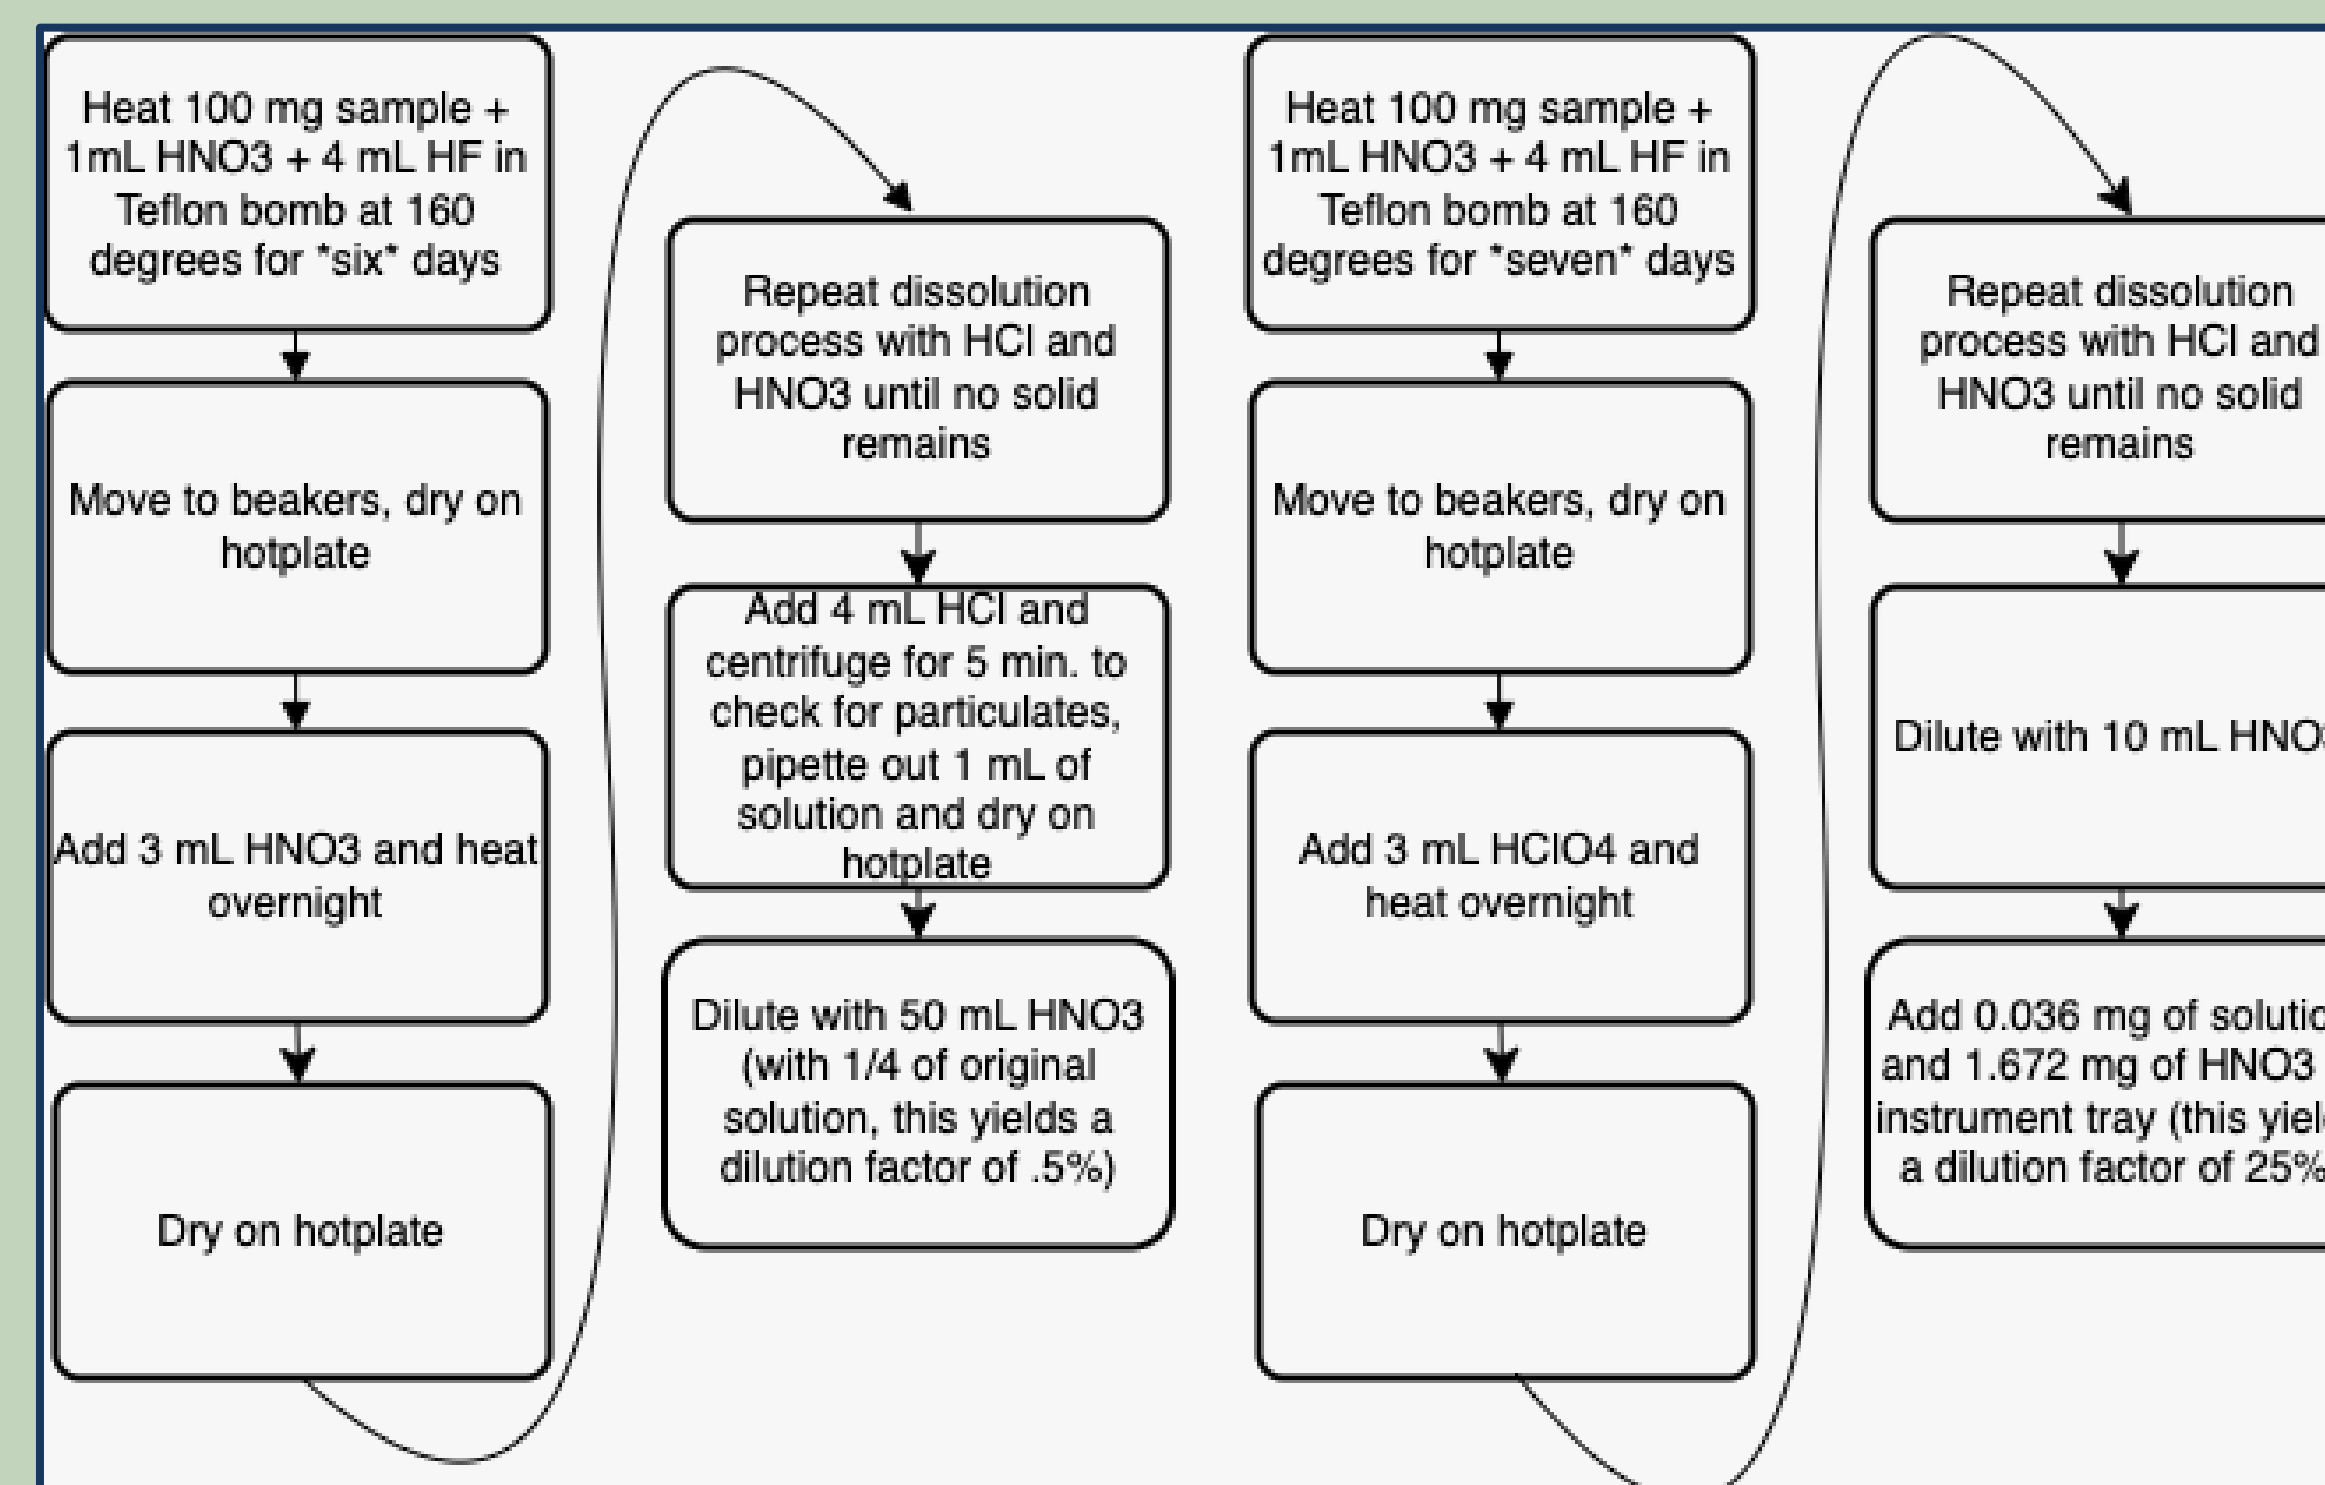 Heat 100 mg sample +
1mL HNO3 + 4 mL HF in
Teflon bomb at 160
degrees for *six* days
Move to beakers, dry on
hotplate
Add 3 mL HNO3 and heat
overnight
Dry on hotplate
Repeat dissolution
process with HCl and
HNO3 until no solid
remains
Add 4 mL HCl and
centrifuge for 5 min. to
check for particulates,
pipette out 1 mL of
solution and dry on
hotplate
Dilute with 50 mL HNO3
(with 1/4 of original
solution, this yields a
dilution factor of .5%)
Heat 100 mg sample +
1mL HNO3 + 4 mL HF in
Teflon bomb at 160
degrees for *seven* days
Move to beakers, dry on
hotplate
Add 3 mL HClO4 and
heat overnight
Dry on hotplate
Repeat dissolution
process with HCl and
HNO3 until no solid
remains
Dilute with 10 mL
Add 0.036 mg of
and 1.672 mg of HNO3
instrument tray (this
a dilution factor of 25%